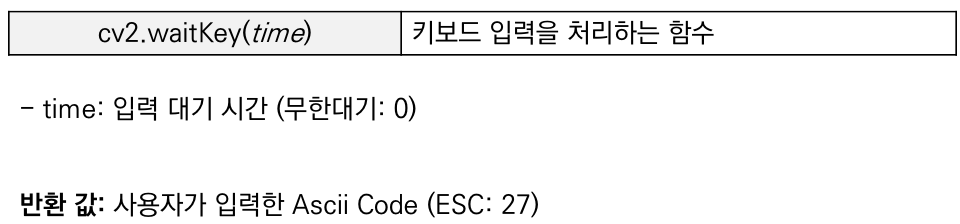 cv2.waitKey(time) 키보드 입력을 처리하는 함수
- time: 입력 대기 시간 (무한대기: 0)
반환 값: 사용자가 입력한 Ascii Code (ESC: 27)